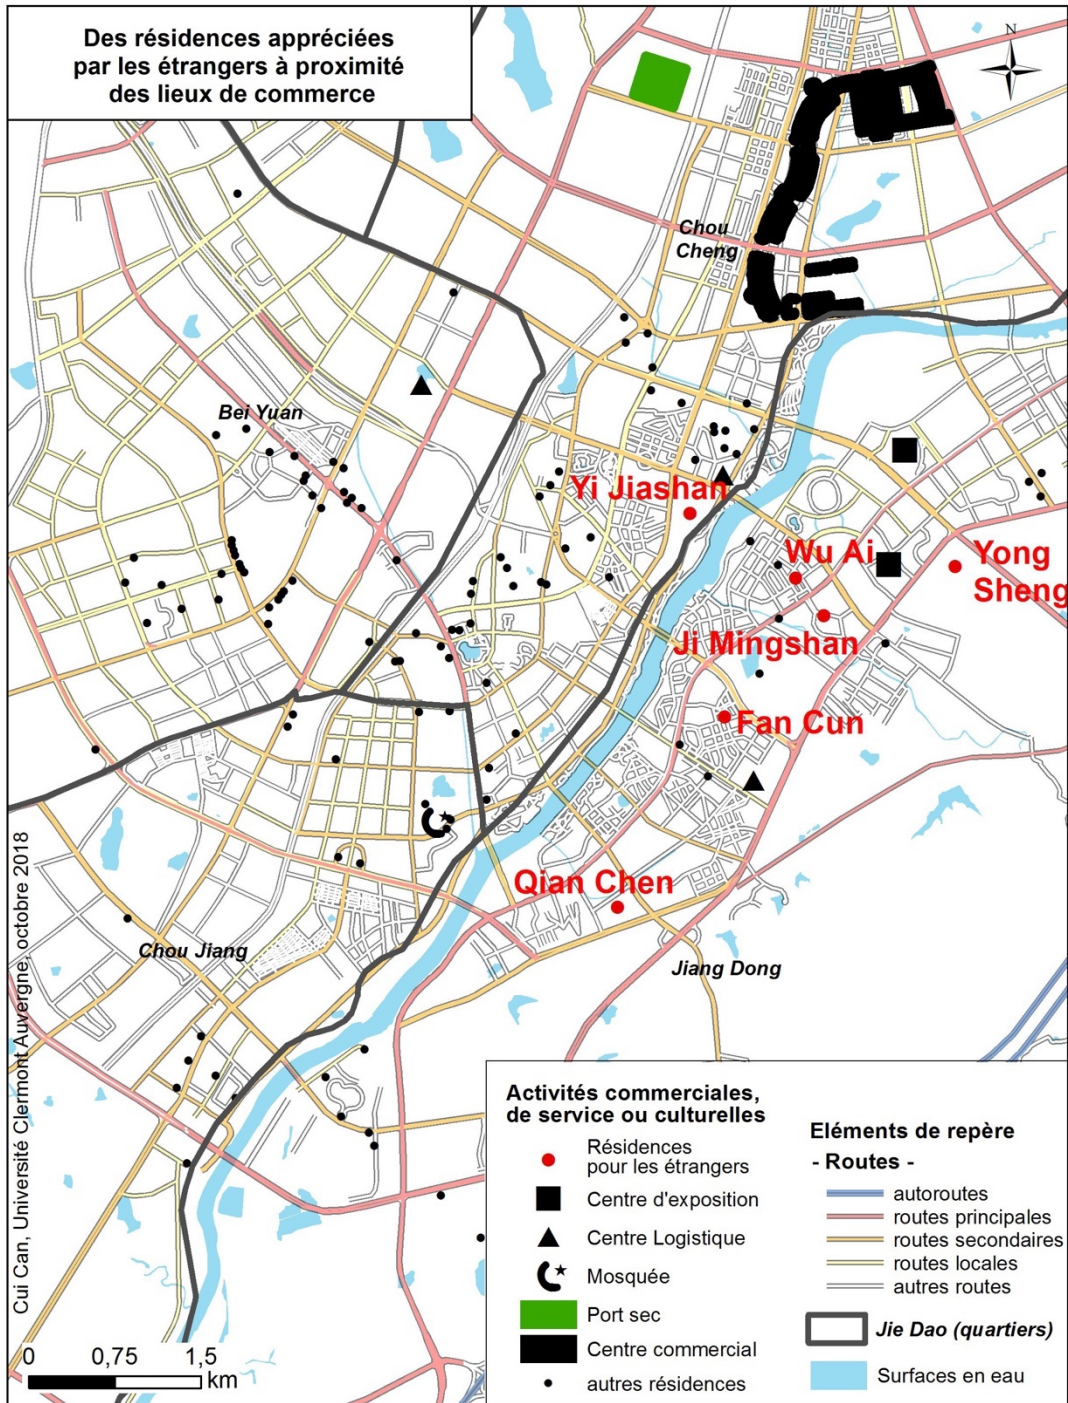 Des résidences appréciées
par les étrangers à proximité
des lieux de commerce
N
Chou
Cheng
Bei Yuan
Yi Jiashan
Wu Ai
Yong
Sheng
Ji Mingshan
Fan Cun
Qian Chen
Chou Jiang
Jiang Dong
Cui Can, Université Clermont Auvergne, octobre 2018
0 0,75 1,5
km
Activités commerciales,
de service ou culturelles
Résidences
pour les étrangers
Centre d'exposition
Centre Logistique
Mosquée
Port sec
Centre commercial
autres résidences
Eléments de repère
- Routes -
autoroutes
routes principales
routes secondaires
routes locales
autres routes
Jie Dao (quartiers)
Surfaces en eau